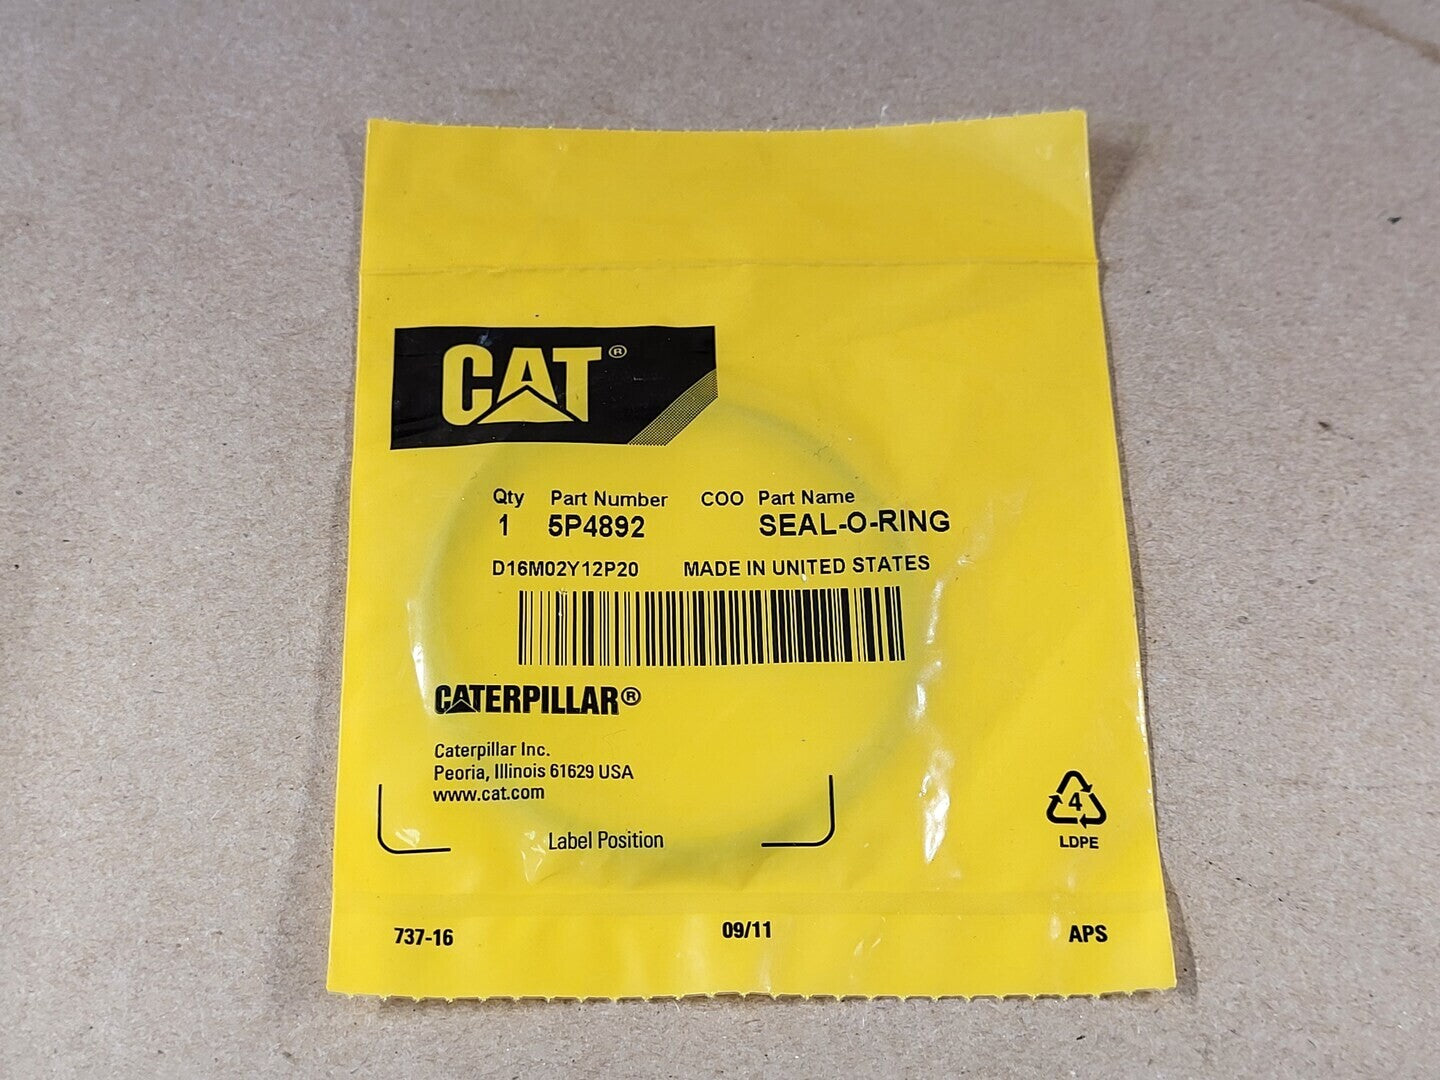 CAT®
Qty Part Number COO Part Name
1 5P4892 SEAL-O-RING
D16M02Y12P20 MADE IN UNITED STATES
CATERPILLAR®
Caterpillar Inc.
Peoria, Illinois 61629 USA
www.cat.com
Label Position
4
LDPE
737-16 09/11 APS